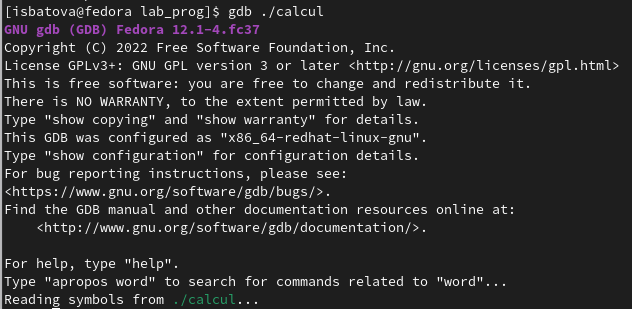 [isbatova@fedora lab_prog]$ gdb ./calcul
GNU gdb (GDB) Fedora 12.1-4.fc37
Copyright (C) 2022 Free Software Foundation, Inc.
License GPLv3+: GNU GPL version 3 or later <http://gnu.org/licenses/gpl.html>
This is free software: you are free to change and redistribute it.
There is NO WARRANTY, to the extent permitted by law.
Type "show copying" and "show warranty" for details.
This GDB was configured as "x86_64-redhat-linux-gnu".
Type "show configuration" for configuration details.
For bug reporting instructions, please see:
<https://www.gnu.org/software/gdb/bugs/>.
Find the GDB manual and other documentation resources online at:
    <http://www.gnu.org/software/gdb/documentation/>.

For help, type "help".
Type "apropos word" to search for commands related to "word"...
Reading symbols from ./calcul...